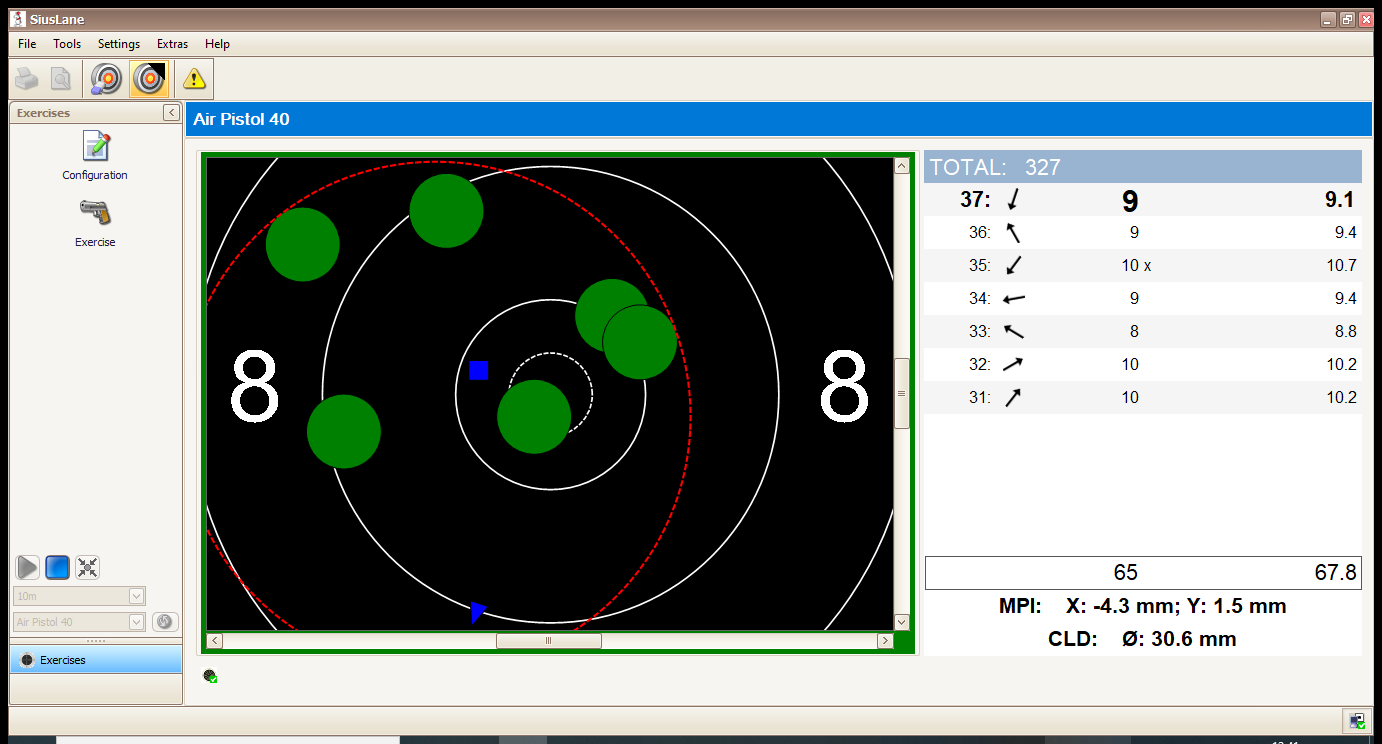 SiusLane
File Tools Settings Extras Help
Exercises
Configuration
Exercise
10m
Air Pistol 40
Exercises
Air Pistol 40
8 8
TOTAL: 327
37: 9 9.1
36: 9 9.4
35: 10 x 10.7
34: 9 9.4
33: 8 8.8
32: 10 10.2
31: 10 10.2
65 67.8
MPI: X: -4.3 mm; Y: 1.5 mm
CLD: Ø: 30.6 mm